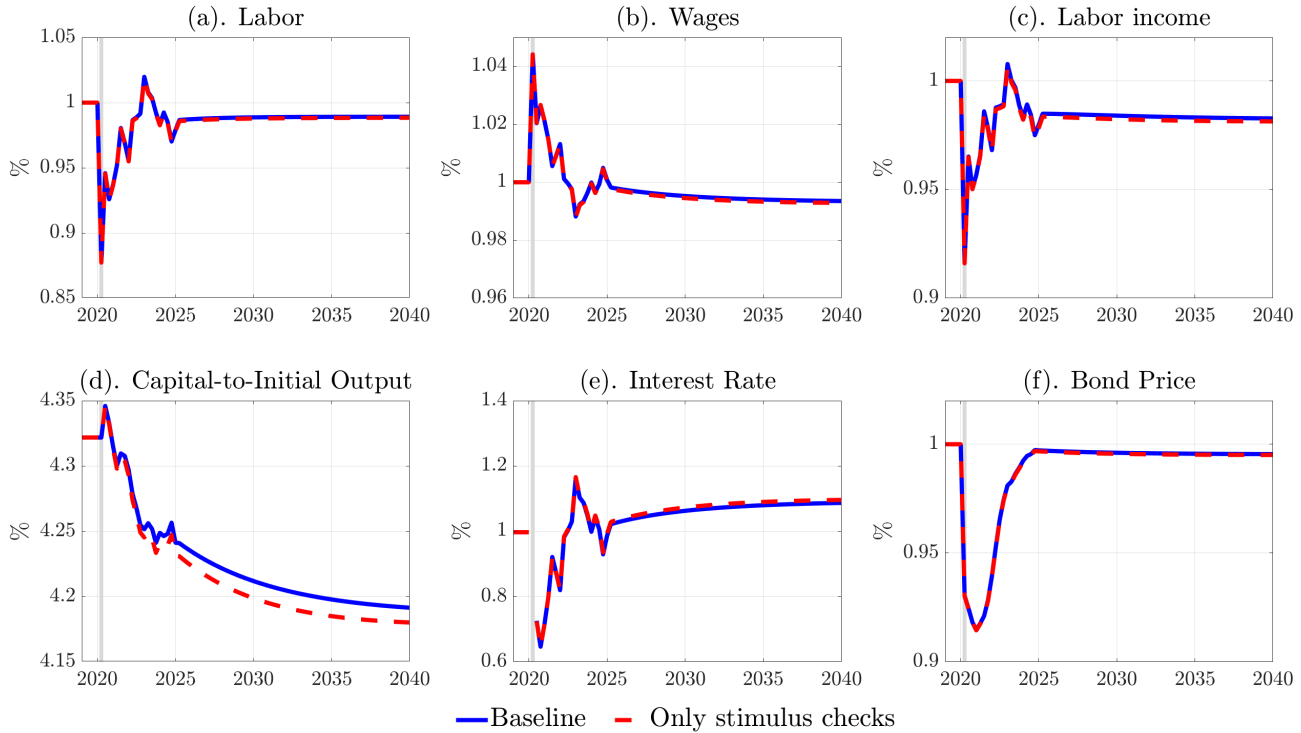 (a). Labor
1.05
1
0.95
0.9
0.85
%
2020 2025 2030 2035 2040
(b). Wages
1.04
1.02
1
0.98
0.96
%
2020 2025 2030 2035 2040
(c). Labor income
1
0.95
0.9
%
2020 2025 2030 2035 2040
(d). Capital-to-Initial Output
4.35
4.3
4.25
4.2
4.15
%
2020 2025 2030 2035 2040
(e). Interest Rate
1.4
1.2
1
0.8
0.6
%
2020 2025 2030 2035 2040
(f). Bond Price
1
0.95
0.9
%
2020 2025 2030 2035 2040
Baseline Only stimulus checks